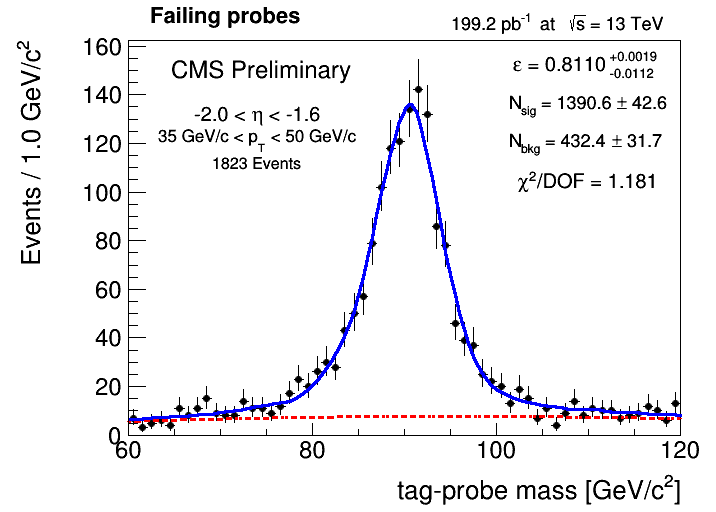 Failing probes
199.2 pb⁻¹ at √s = 13 TeV
CMS Preliminary
-2.0 < η < -1.6
35 GeV/c < p_T < 50 GeV/c
1823 Events
ε = 0.8110 +0.0019 -0.0112
N_sig = 1390.6 ± 42.6
N_bkg = 432.4 ± 31.7
χ²/DOF = 1.181
Events / 1.0 GeV/c²
160
140
120
100
80
60
40
20
0
60 80 100 120
tag-probe mass [GeV/c²]